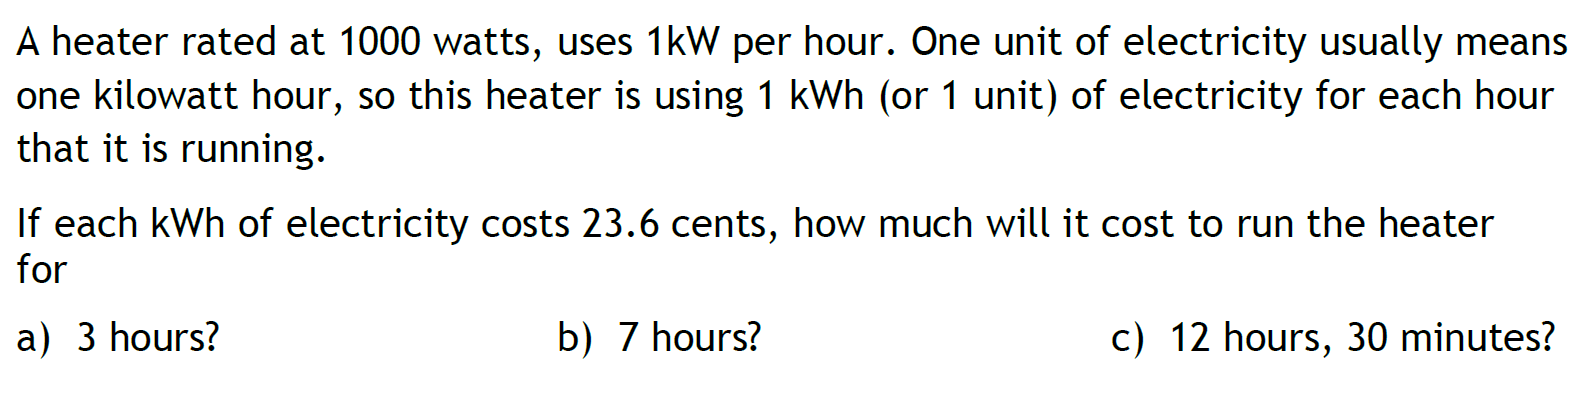 A heater rated at 1000 watts, uses 1kW per hour. One unit of electricity usually means
one kilowatt hour, so this heater is using 1 kWh (or 1 unit) of electricity for each hour
that it is running.
If each kWh of electricity costs 23.6 cents, how much will it cost to run the heater
for
a) 3 hours? b) 7 hours? c) 12 hours, 30 minutes?